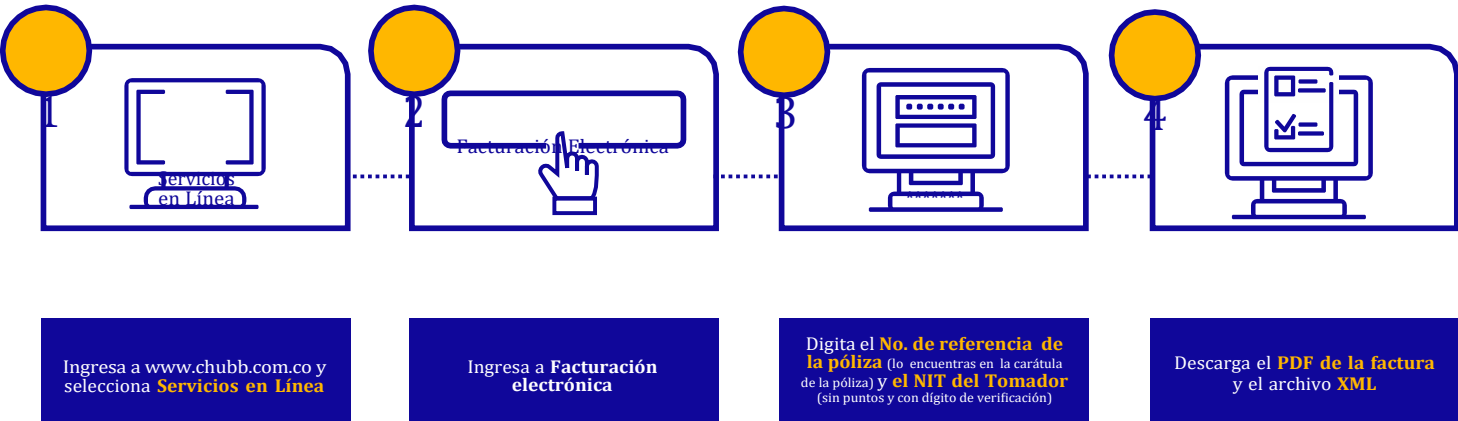 1
Servicios
en Línea
2
Facturación Electrónica
3
*******
4
Ingresa a www.chubb.com.co y
selecciona Servicios en Línea
Ingresa a Facturación
electrónica
Digita el No. de referencia de
la póliza (lo encuentras en la carátula
de la póliza) y el NIT del Tomador
(sin puntos y con dígito de verificación)
Descarga el PDF de la factura
y el archivo XML